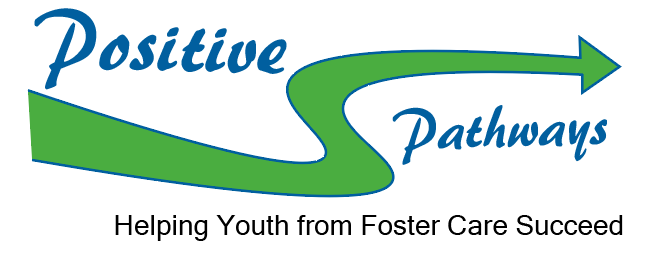 Positive
Pathways
Helping Youth from Foster Care Succeed